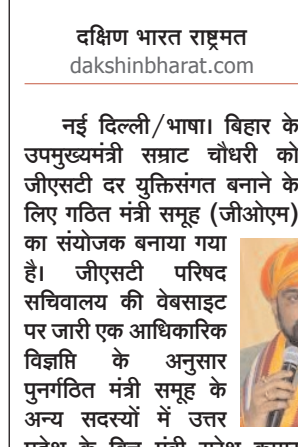 दक्षिण भारत राष्ट्रमत
dakshinbharat.com
नई दिल्ली/भाषा। बिहार के
उपमुख्यमंत्री सम्राट चौधरी को
जीएसटी दर युक्तिसंगत बनाने के
लिए गठित मंत्री समूह (जीओएम)
का संयोजक बनाया गया
है। जीएसटी परिषद
सचिवालय की वेबसाइट
पर जारी एक आधिकारिक
विज्ञप्ति के अनुसार
पुनर्गठित मंत्री समूह के
अन्य सदस्यों में उत्तर